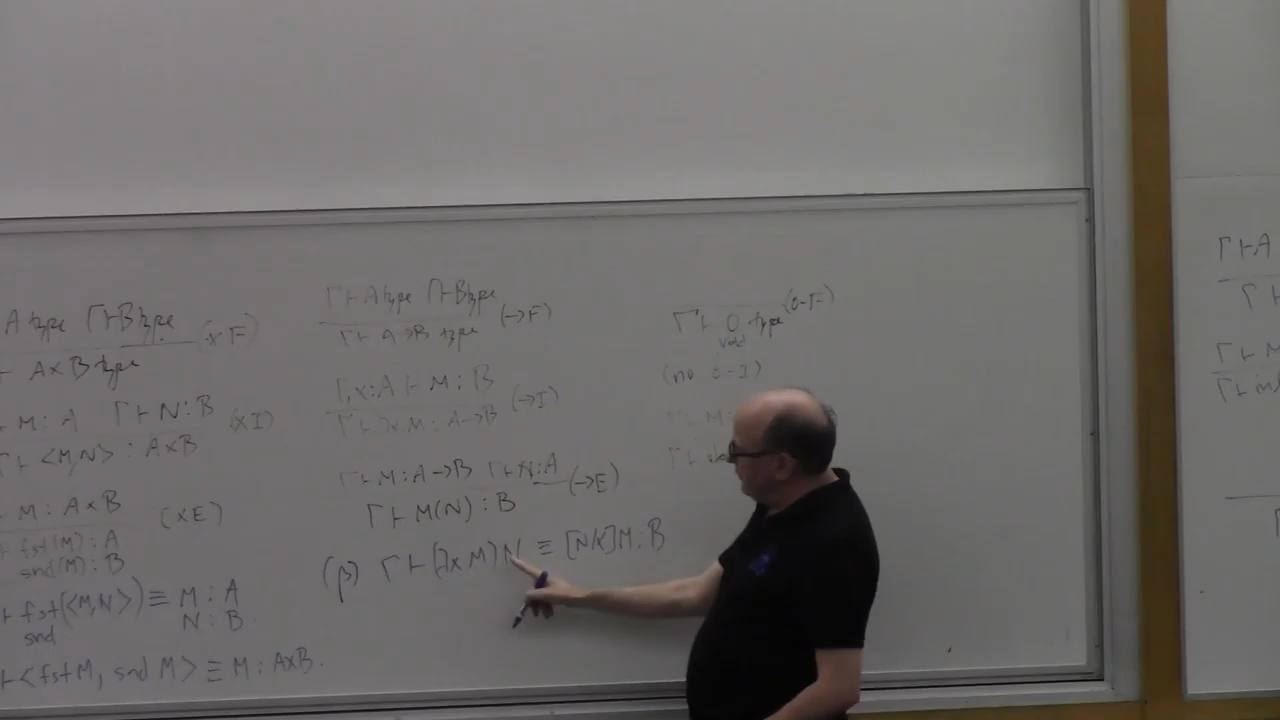 A type Γ⊢B type (×F)
⊢ A×B type
⊢ M : A Γ⊢N : B (×I)
Γ⊢ <M,N> : A×B
⊢ M : A×B (×E)
⊢ fst(M) : A
snd(M) : B
⊢ fst(<M,N>) ≡ M : A
snd N : B
⊢ <fst M, snd M> ≡ M : A×B.
Γ⊢A type Γ⊢B type (→F)
Γ⊢ A→B type
Γ,x:A ⊢ M : B (→I)
Γ⊢ λx.M : A→B
Γ⊢M : A→B Γ⊢N:A (→E)
Γ⊢ M(N) : B
(β) Γ⊢ (λx M) N ≡ [N/x]M : B
Γ⊢ 0 type (0-F)
void
(no 0-I)
Γ⊢ M
Γ⊢
Γ⊢A
Γ⊢
Γ⊢ M
Γ⊢ in
Γ